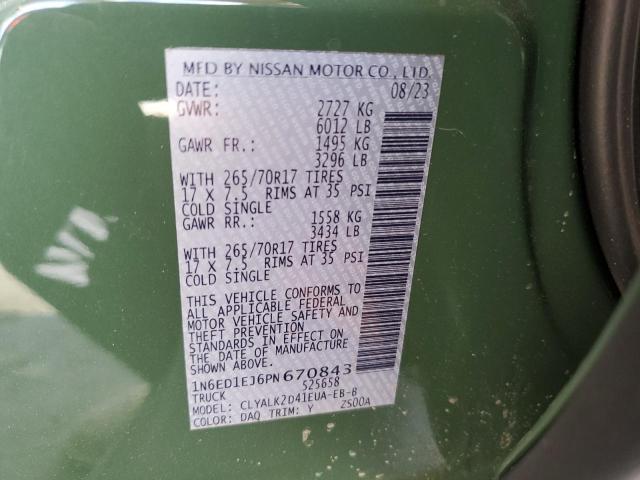 MFD BY NISSAN MOTOR CO., LTD.
DATE: 08/23
GVWR: 2727 KG
6012 LB
GAWR FR.: 1495 KG
3296 LB
WITH 265/70R17 TIRES
17 X 7.5 RIMS AT 35 PSI
COLD SINGLE
GAWR RR.: 1558 KG
3434 LB
WITH 265/70R17 TIRES
17 X 7.5 RIMS AT 35 PSI
COLD SINGLE
THIS VEHICLE CONFORMS TO
ALL APPLICABLE FEDERAL
MOTOR VEHICLE SAFETY AND
THEFT PREVENTION
STANDARDS IN EFFECT ON
THE DATE OF MANUFACTURE
SHOWN ABOVE.
1N6ED1EJ6PN670843
TRUCK 525658
MODEL: CLYALK2D41EUA-EB-B
COLOR: DAQ TRIM: Y ZS00A